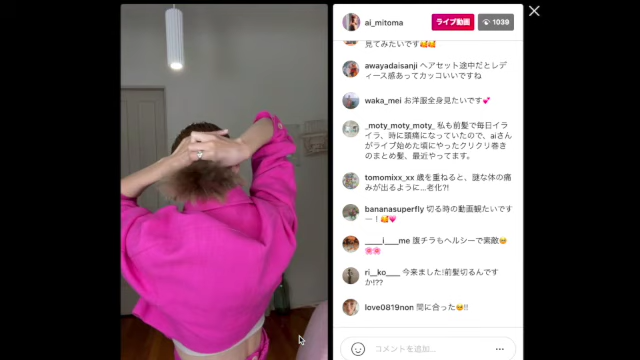 ai_mitoma
ライブ動画
1039
見てみたいです🥰🥰
awayadaisanji ヘアセット途中だとレデ
ィース感あってカッコいいですね
waka_mei お洋服全身見たいです💕
_moty_moty_moty_ 私も前髪で毎日イラ
イラ、時に頭痛になっていたので、aiさん
がライブ始めた頃にやったクリクリ巻き
のまとめ髪、最近やってます。
tomomixx_xx 歳を重ねると、謎な体の痛
みが出るように…老化?!
bananasuperfly 切る時の動画観たいです
ー！🥰💗
_____i____me 腹チラもヘルシーで素敵🥹
🌸🌸
ri__ko____ 今来ました!前髪切るんです
か!??
love0819non 間に合った🥹!!
コメントを追加...